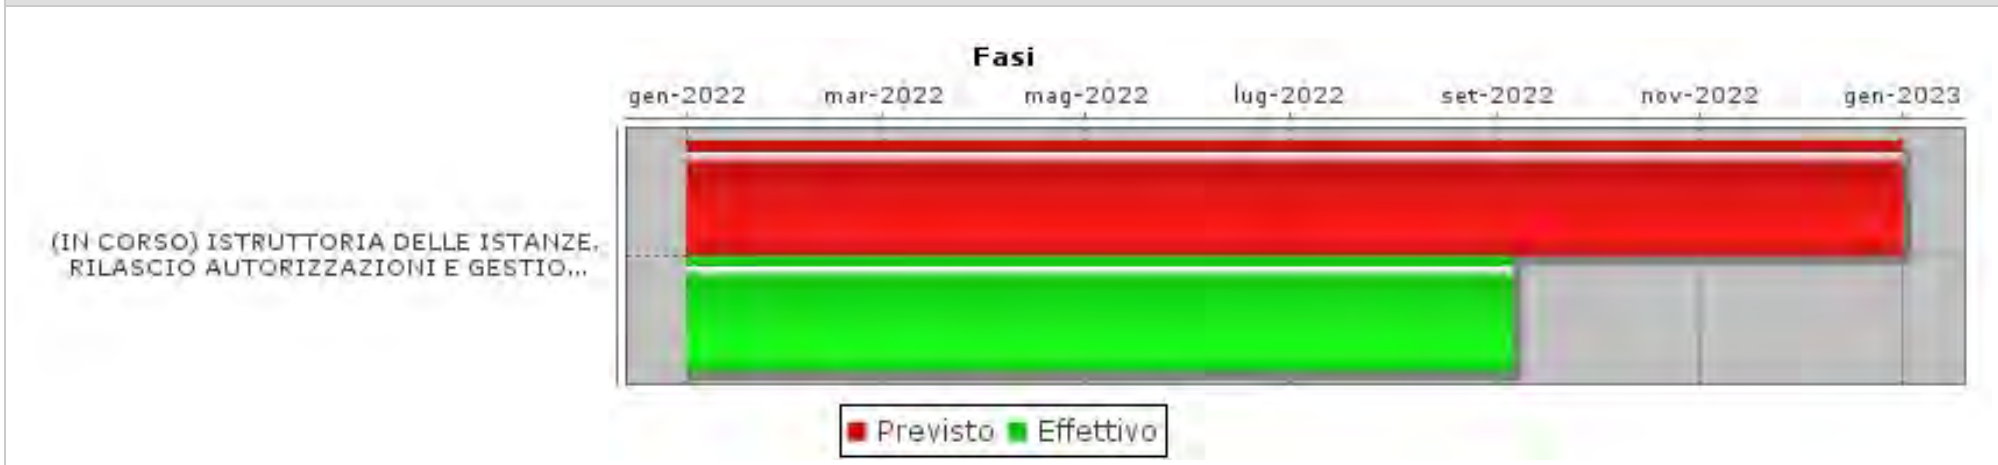 Fasi
gen-2022 mar-2022 mag-2022 lug-2022 set-2022 nov-2022 gen-2023
(IN CORSO) ISTRUTTORIA DELLE ISTANZE.
RILASCIO AUTORIZZAZIONI E GESTIO...
Previsto Effettivo